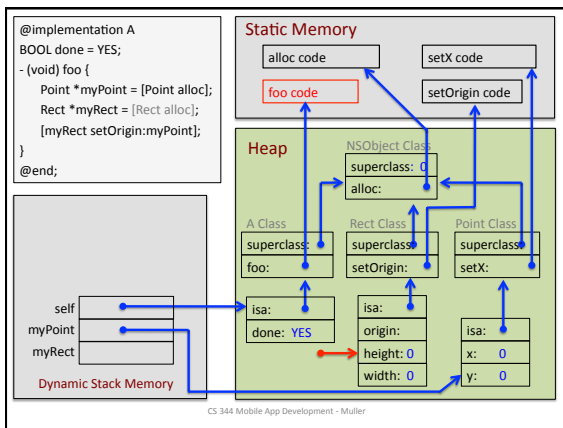 @implementation A
BOOL done = YES;
- (void) foo {
Point *myPoint = [Point alloc];
Rect *myRect = [Rect alloc];
[myRect setOrigin:myPoint];
}
@end;
Static Memory
alloc code
setX code
foo code
setOrigin code
Heap
NSObject Class
superclass: 0
alloc:
A Class
superclass:
foo:
Rect Class
superclass:
setOrigin:
Point Class
superclass:
setX:
self
myPoint
myRect
Dynamic Stack Memory
isa:
done: YES
isa:
origin:
height: 0
width: 0
isa:
x: 0
y: 0
CS 344 Mobile App Development - Muller